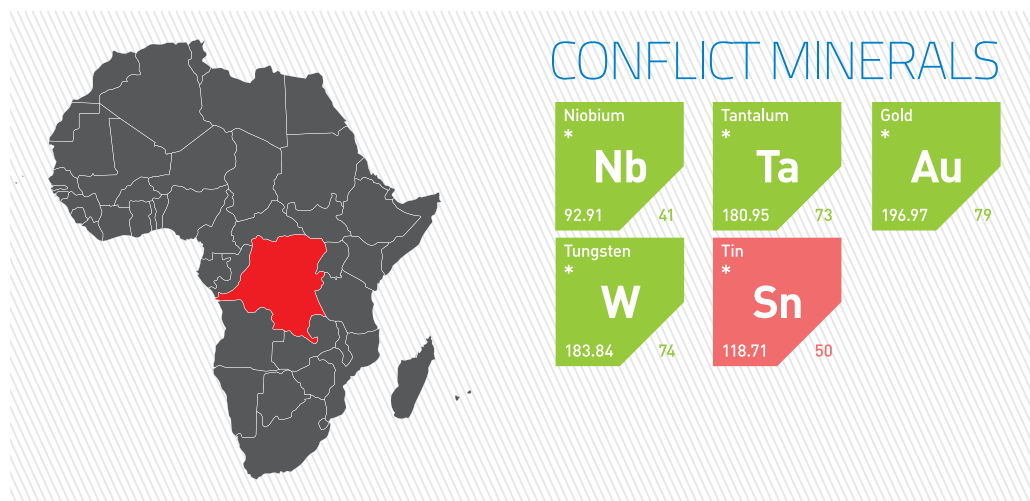 CONFLICT MINERALS
Niobium
*
Nb
92.91 41
Tantalum
*
Ta
180.95 73
Gold
*
Au
196.97 79
Tungsten
*
W
183.84 74
Tin
*
Sn
118.71 50